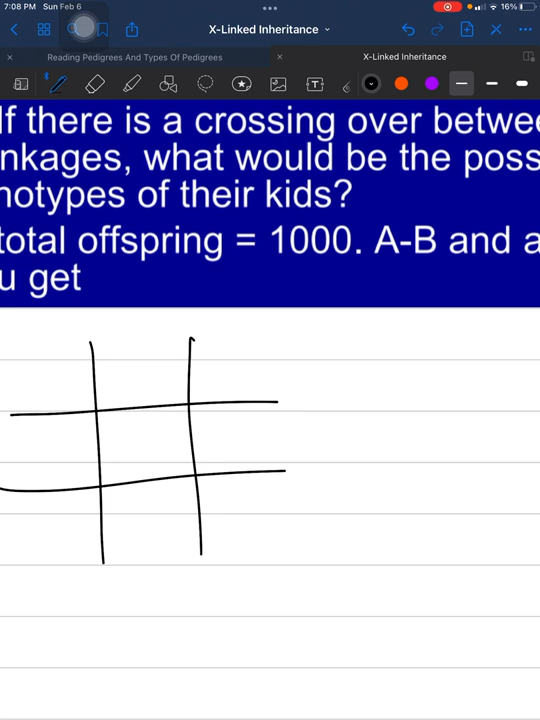 7:08 PM Sun Feb 6
16%
X-Linked Inheritance
Reading Pedigrees And Types Of Pedigrees
X-Linked Inheritance
If there is a crossing over betwe
nkages, what would be the poss
notypes of their kids?
total offspring = 1000. A-B and a
u get